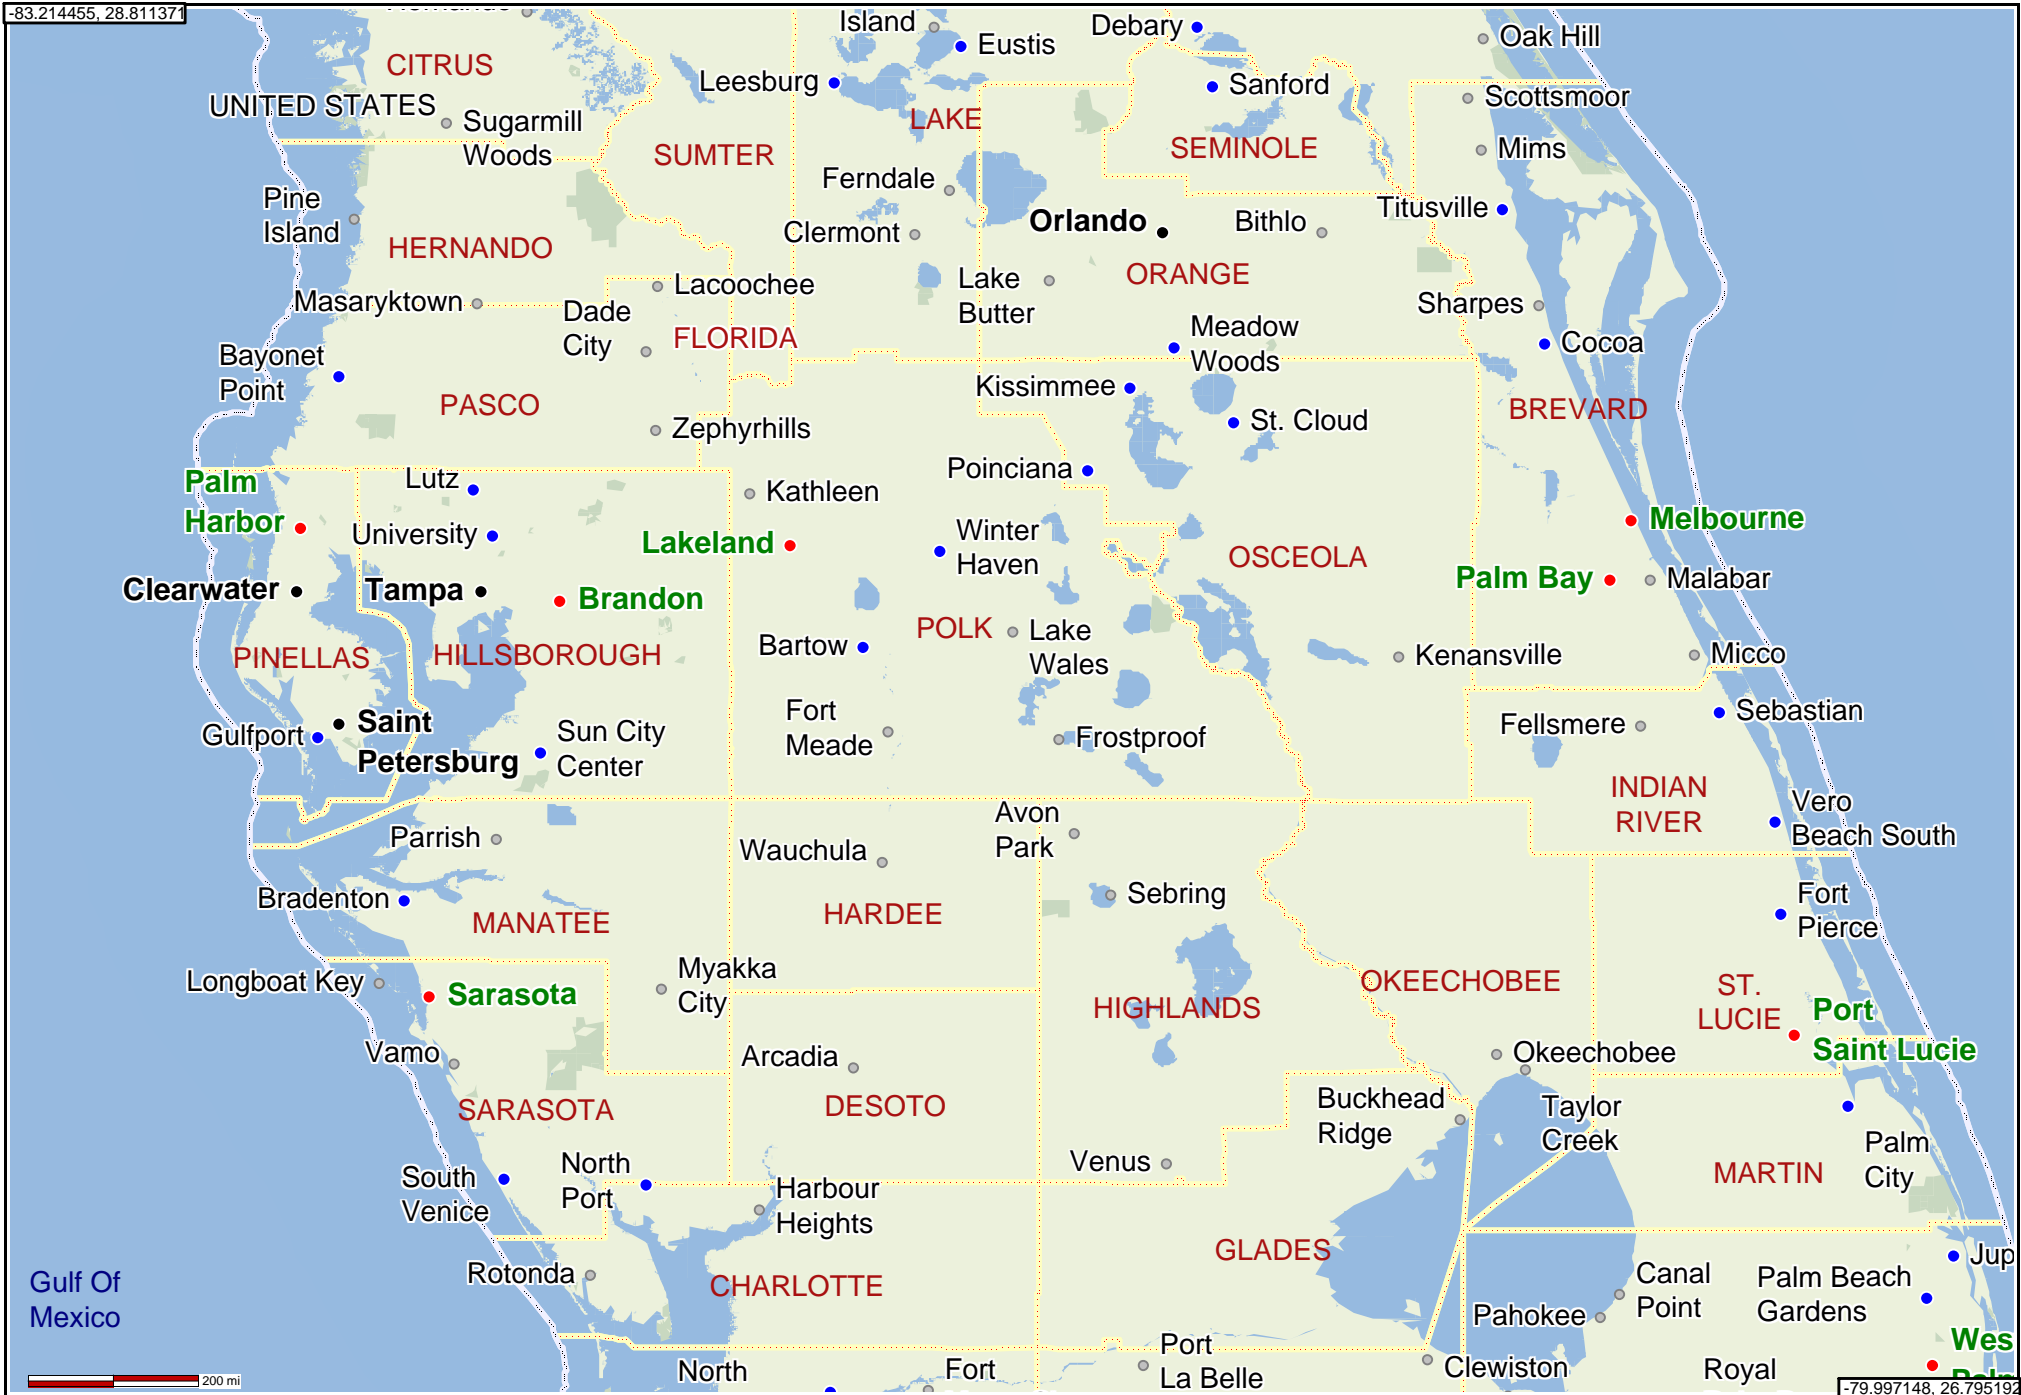 -83.214455, 28.811371
Island
Eustis
Debary
Oak Hill
CITRUS
Leesburg
Sanford
Scottsmoor
UNITED STATES
Sugarmill
Woods
LAKE
SUMTER
SEMINOLE
Mims
Ferndale
Pine
Island
Titusville
Clermont
Orlando
Bithlo
HERNANDO
Lacoochee
Lake
Butter
ORANGE
Masaryktown
Dade
City
FLORIDA
Sharpes
Meadow
Woods
Cocoa
Bayonet
Point
Kissimmee
PASCO
BREVARD
Zephyrhills
St. Cloud
Palm
Harbor
Lutz
Kathleen
Poinciana
University
Lakeland
Winter
Haven
Melbourne
OSCEOLA
Clearwater
Tampa
Brandon
Palm Bay
Malabar
PINELLAS
HILLSBOROUGH
Bartow
POLK
Lake
Wales
Kenansville
Micco
Gulfport
Saint
Petersburg
Sun City
Center
Fort
Meade
Frostproof
Fellsmere
Sebastian
INDIAN
RIVER
Parrish
Wauchula
Avon
Park
Vero
Beach South
Bradenton
MANATEE
HARDEE
Sebring
Fort
Pierce
Longboat Key
Sarasota
Myakka
City
HIGHLANDS
OKEECHOBEE
ST.
LUCIE
Port
Saint Lucie
Vamo
Arcadia
Okeechobee
SARASOTA
DESOTO
Buckhead
Ridge
Taylor
Creek
Palm
City
South
Venice
North
Port
Venus
MARTIN
Harbour
Heights
Gulf Of
Mexico
Rotonda
CHARLOTTE
GLADES
Jup
Canal
Point
Palm Beach
Gardens
Pahokee
Wes
200 mi
North
Fort
Port
La Belle
Clewiston
Royal
-79.997148, 26.795192